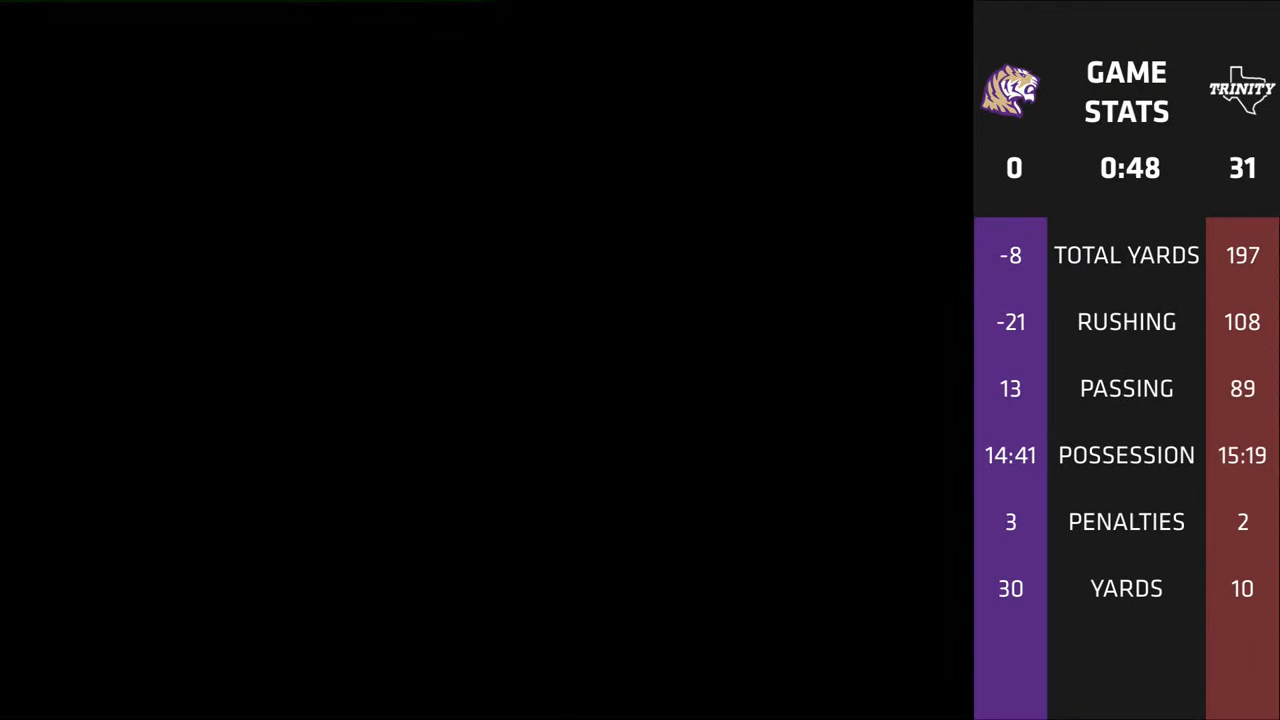 GAME
STATS
TRINITY
0 0:48 31
-8 TOTAL YARDS 197
-21 RUSHING 108
13 PASSING 89
14:41 POSSESSION 15:19
3 PENALTIES 2
30 YARDS 10